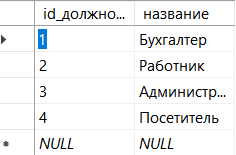 id_должно... название
1 Бухгалтер
2 Работник
3 Администр...
4 Посетитель
NULL NULL